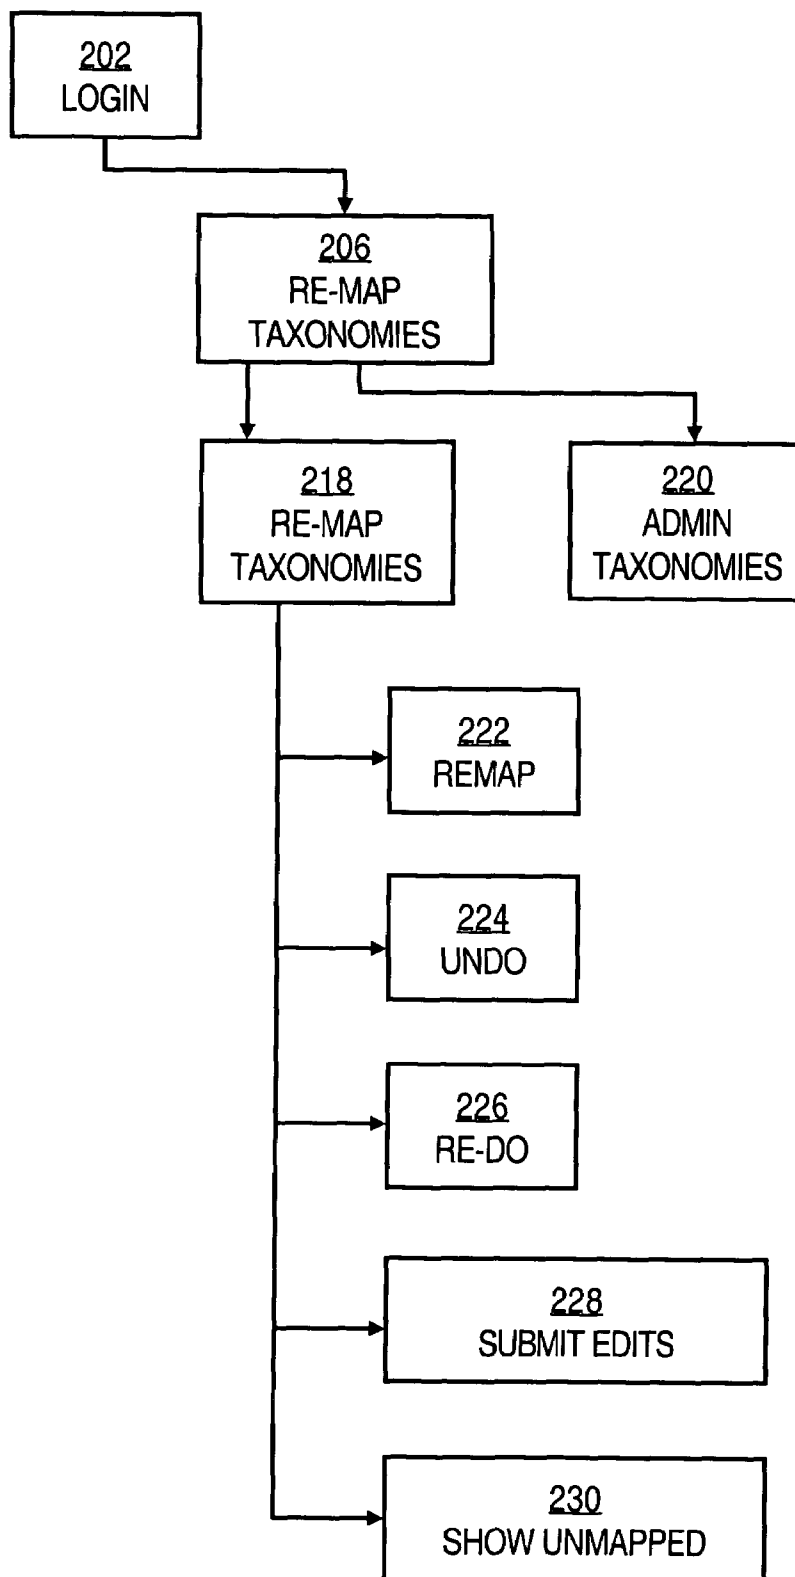 202
LOGIN
206
RE-MAP
TAXONOMIES
218
RE-MAP
TAXONOMIES
220
ADMIN
TAXONOMIES
222
REMAP
224
UNDO
226
RE-DO
228
SUBMIT EDITS
230
SHOW UNMAPPED